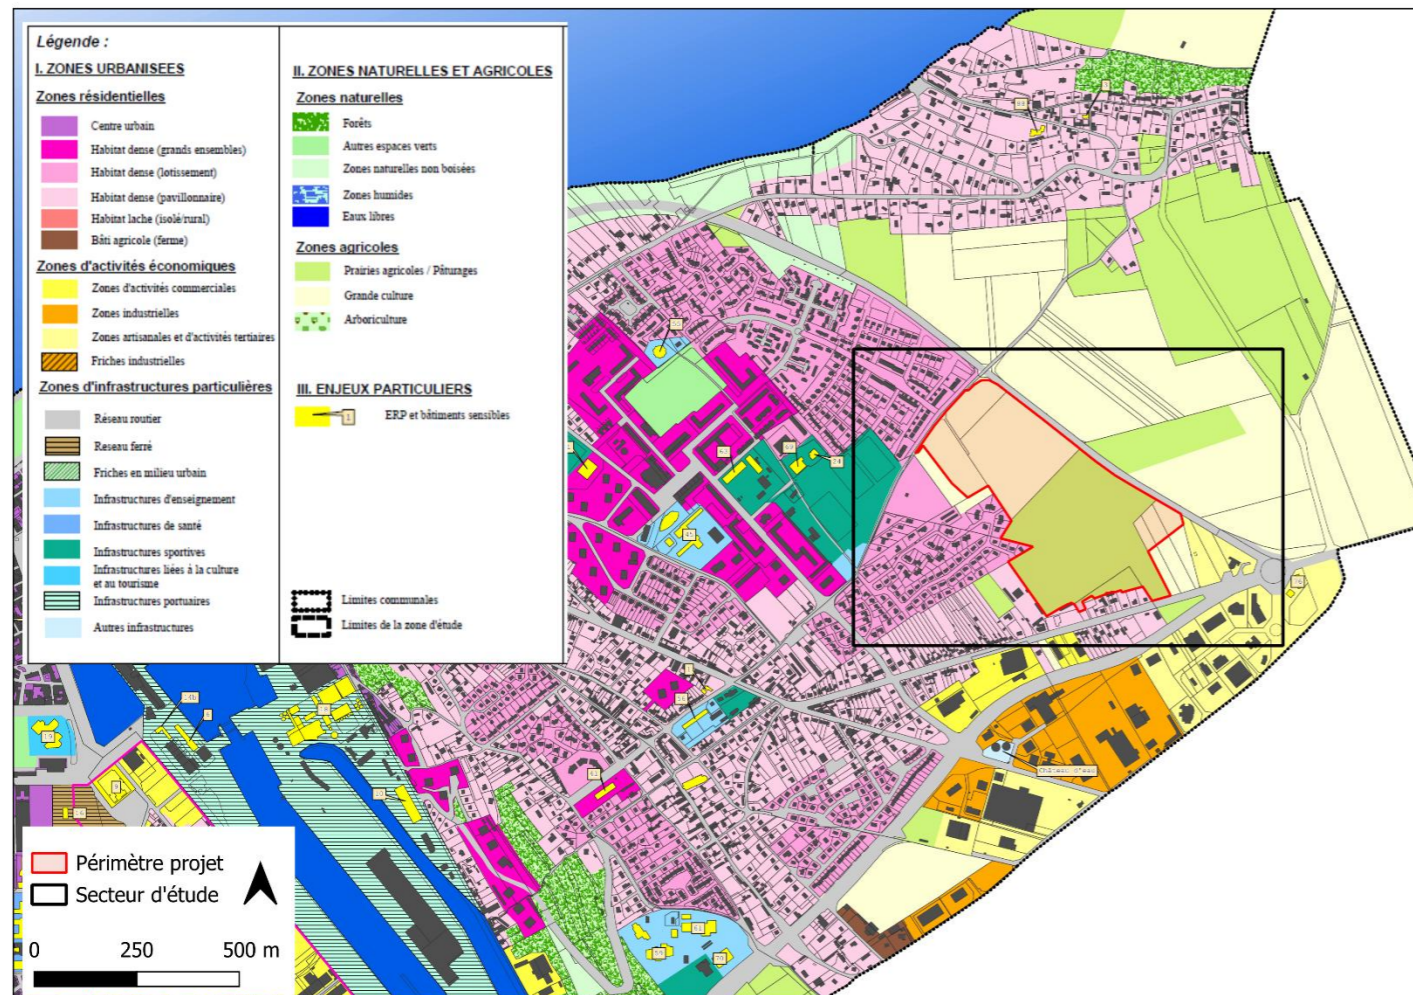 Légende :
I. ZONES URBANISEES
Zones résidentielles
Centre urbain
Habitat dense (grands ensembles)
Habitat dense (lotissement)
Habitat dense (pavillonnaire)
Habitat lache (isolé/rural)
Bâti agricole (ferme)
Zones d'activités économiques
Zones d'activités commerciales
Zones industrielles
Zones artisanales et d'activités tertiaires
Friches industrielles
Zones d'infrastructures particulières
Réseau routier
Reseau ferré
Friches en milieu urbain
Infrastructures d'enseignement
Infrastructures de santé
Infrastructures sportives
Infrastructures liées à la culture
et au tourisme
Infrastructures portuaires
Autres infrastructures
II. ZONES NATURELLES ET AGRICOLES
Zones naturelles
Forêts
Autres espaces verts
Zones naturelles non boisées
Zones humides
Eaux libres
Zones agricoles
Prairies agricoles / Pâturages
Grande culture
Arboriculture
III. ENJEUX PARTICULIERS
1
ERP et bâtiments sensibles
Limites communales
Limites de la zone d'étude
45
Château d'eau
Périmètre projet
Secteur d'étude
0 250 500 m